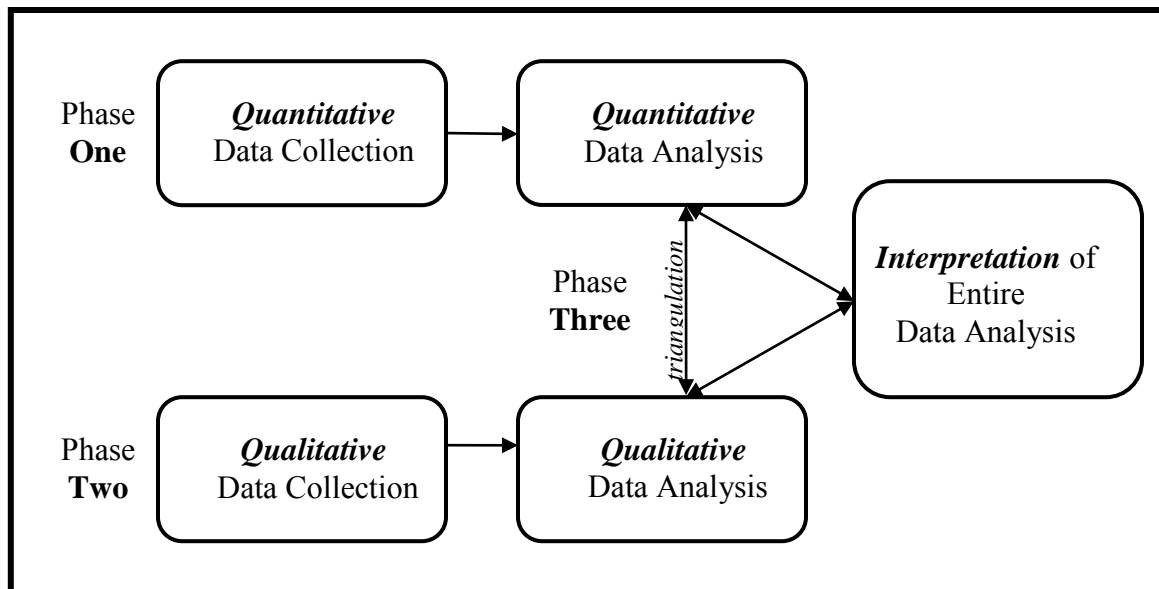 Phase
One
Quantitative
Data Collection
Quantitative
Data Analysis
Phase
Three
triangulation
Interpretation of
Entire
Data Analysis
Phase
Two
Qualitative
Data Collection
Qualitative
Data Analysis